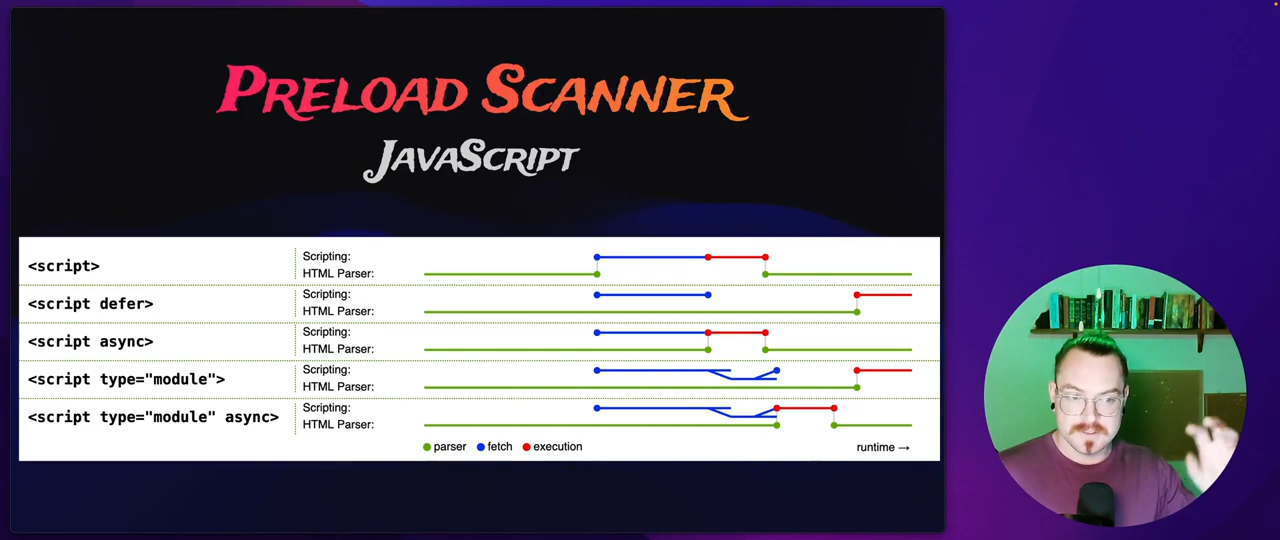 Preload Scanner
JavaScript
<script>
Scripting:
HTML Parser:
<script defer>
Scripting:
HTML Parser:
<script async>
Scripting:
HTML Parser:
<script type="module">
Scripting:
HTML Parser:
<script type="module" async>
Scripting:
HTML Parser:
parser fetch execution runtime →